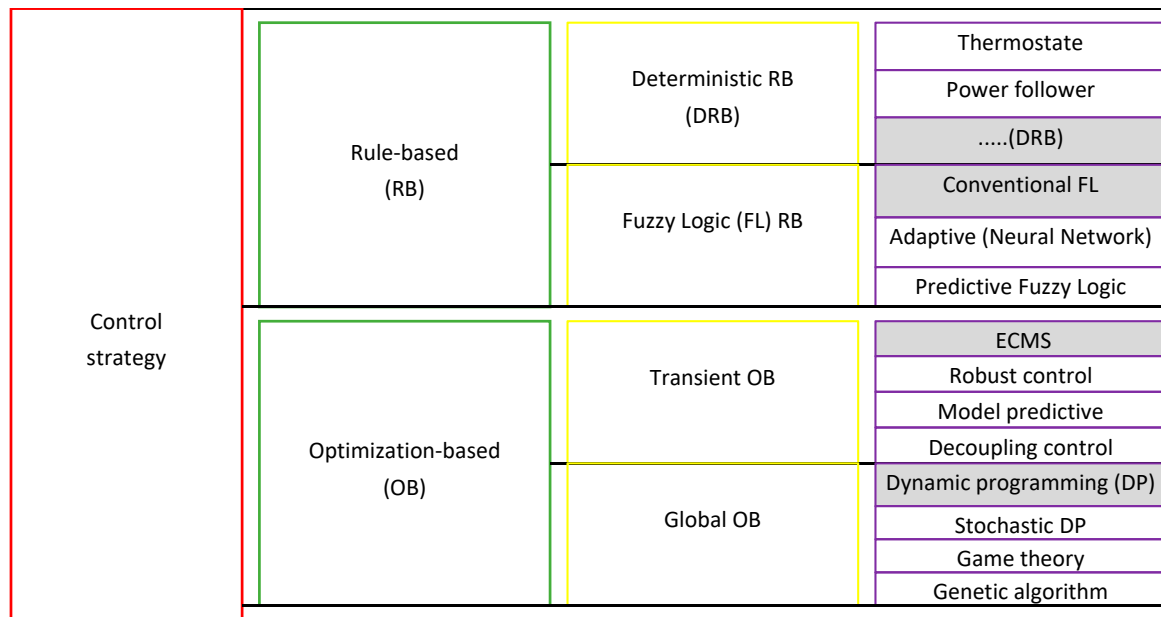 Control
strategy
Rule-based
(RB)
Deterministic RB
(DRB)
Thermostate
Power follower
.....(DRB)
Fuzzy Logic (FL) RB
Conventional FL
Adaptive (Neural Network)
Predictive Fuzzy Logic
Optimization-based
(OB)
Transient OB
ECMS
Robust control
Model predictive
Decoupling control
Global OB
Dynamic programming (DP)
Stochastic DP
Game theory
Genetic algorithm